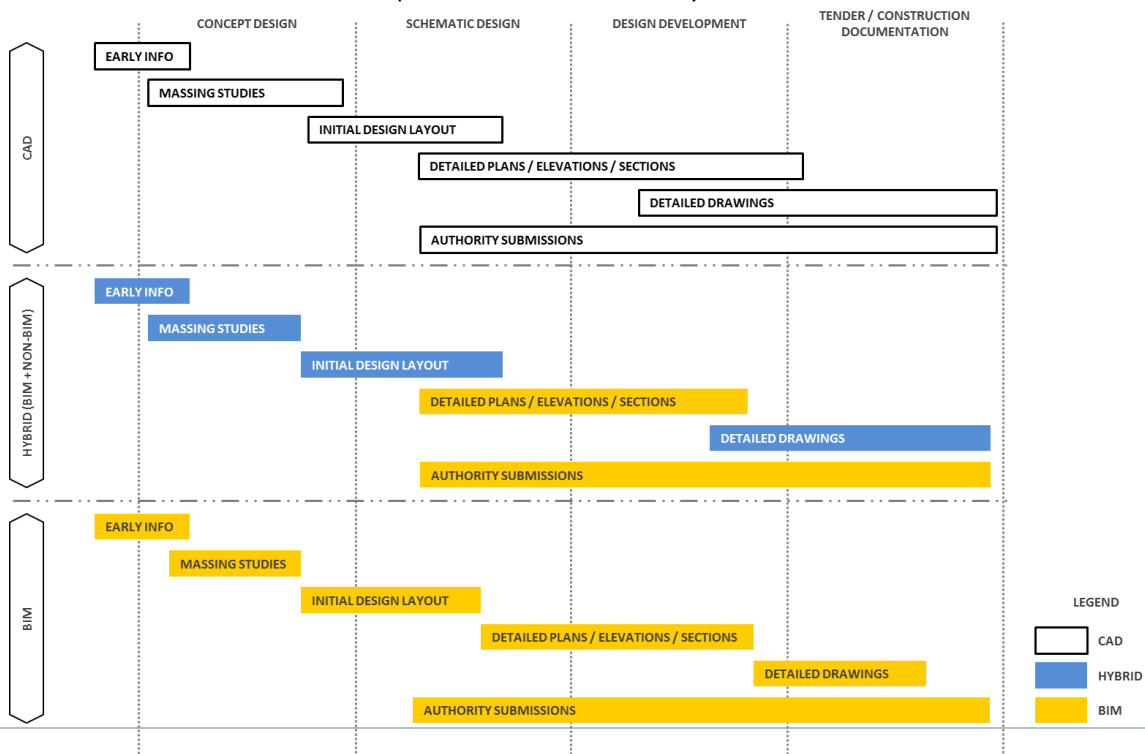 CONCEPT DESIGN
SCHEMATIC DESIGN
DESIGN DEVELOPMENT
TENDER / CONSTRUCTION
DOCUMENTATION
CAD
EARLY INFO
MASSING STUDIES
INITIAL DESIGN LAYOUT
DETAILED PLANS / ELEVATIONS / SECTIONS
DETAILED DRAWINGS
AUTHORITY SUBMISSIONS
HYBRID (BIM + NON-BIM)
EARLY INFO
MASSING STUDIES
INITIAL DESIGN LAYOUT
DETAILED PLANS / ELEVATIONS / SECTIONS
DETAILED DRAWINGS
AUTHORITY SUBMISSIONS
BIM
EARLY INFO
MASSING STUDIES
INITIAL DESIGN LAYOUT
DETAILED PLANS / ELEVATIONS / SECTIONS
DETAILED DRAWINGS
AUTHORITY SUBMISSIONS
LEGEND
CAD
HYBRID
BIM